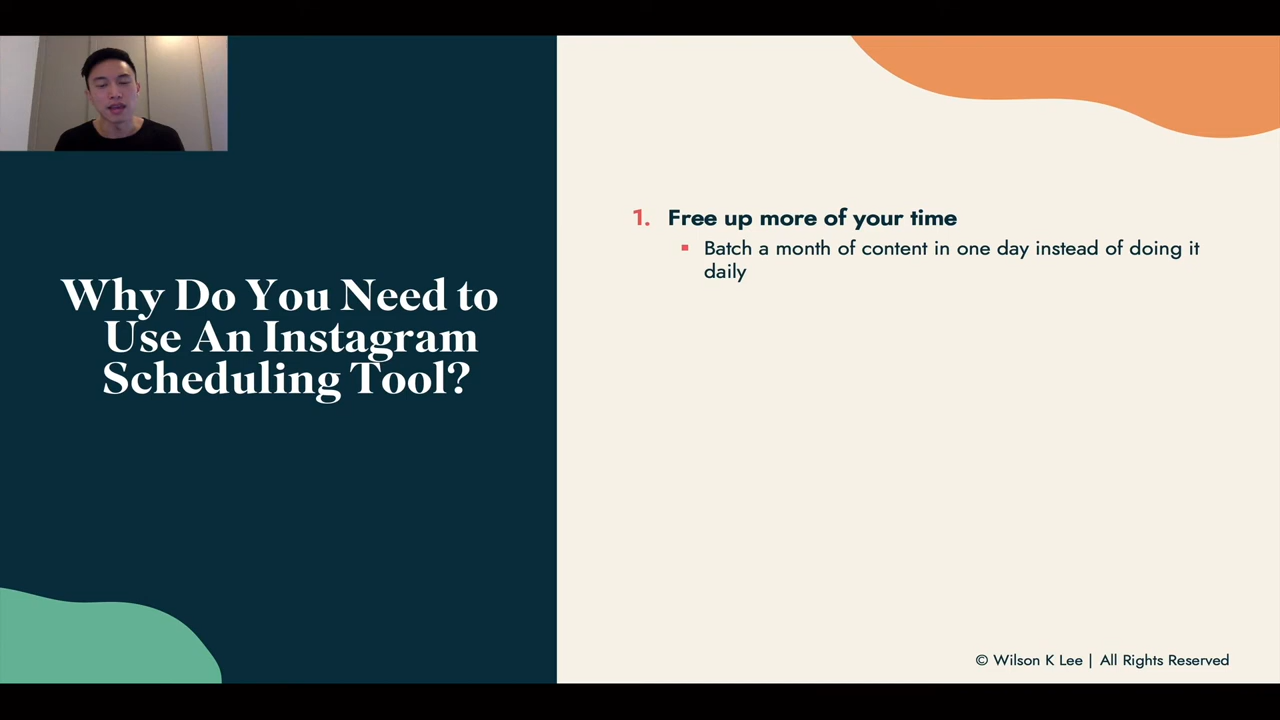 Why Do You Need to
Use An Instagram
Scheduling Tool?
1. Free up more of your time
▪ Batch a month of content in one day instead of doing it
daily
© Wilson K Lee | All Rights Reserved